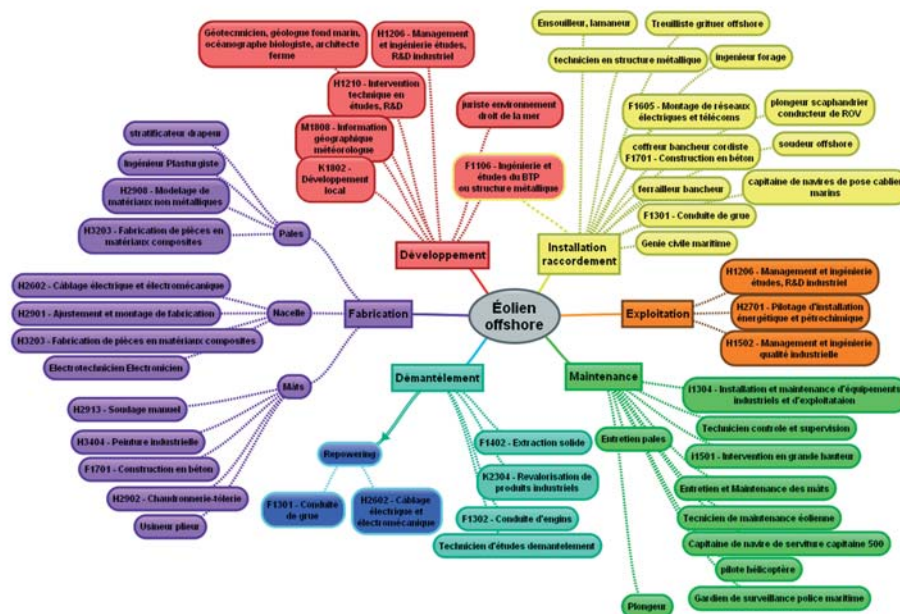 Géotecnnicien, géologue fond marin,
océanographe biologiste, architecte
ferme
H1206 - Management
et ingénierie études,
R&D industriel
H1210 - Intervention
technique en
études, R&D
M1808 - Information
géographique
météorologue
K1802 -
Développement
local
juriste environnement
droit de la mer
F1106 - Ingénierie et
études du BTP
ou structure métallique
Développement
Ensouilleur, lamaneur
Treuilliste grituer offshore
technicien en structure métallique
ingenieur forage
F1605 - Montage de réseaux
électriques et télécoms
plongeur scaphandrier
conducteur de ROV
coffreur bancheur cordiste
F1701 - Construction en béton
soudeur offshore
ferrailleur bancheur
capitaine de navires de pose cablier
marins
F1301 - Conduite de grue
Genie civile maritime
Installation
raccordement
stratificateur drapeur
Ingénieur Plasturgiste
H2908 - Modelage de
matériaux non métalliques
H3203 - Fabrication de pièces en
matériaux composites
Pales
H2602 - Câblage électrique et électromécanique
H2901 - Ajustement et montage de fabrication
H3203 - Fabrication de pièces en matériaux composites
Electrotechnicien Electronicien
Nacelle
Fabrication
H2913 - Soudage manuel
H3404 - Peinture industrielle
F1701 - Construction en béton
H2902 - Chaudronnerie-tôlerie
Usineur plieur
Mâts
Éolien
offshore
Exploitation
H1206 - Management et ingénierie
études, R&D industriel
H2701 - Pilotage d'installation
énergétique et pétrochimique
H1502 - Management et ingénierie
qualité industrielle
Démantèlement
Repowering
F1301 - Conduite
de grue
H2602 - Câblage
électrique et
électromécanique
F1402 - Extraction solide
K2304 - Revalorisation de
produits industriels
F1302 - Conduite d'engins
Technicien d'études demantelement
Maintenance
I1304 - Installation et maintenance d'équipements
industriels et d'exploitataion
Technicien controle et supervision
Entretien pales
I1501 - Intervention en grande hauteur
Entretien et Maintenance des mâts
Tecnicien de maintenance éolienne
Capitaine de navire de serviture capitaine 500
pilote hélicoptère
Gardien de surveillance police maritime
Plongeur